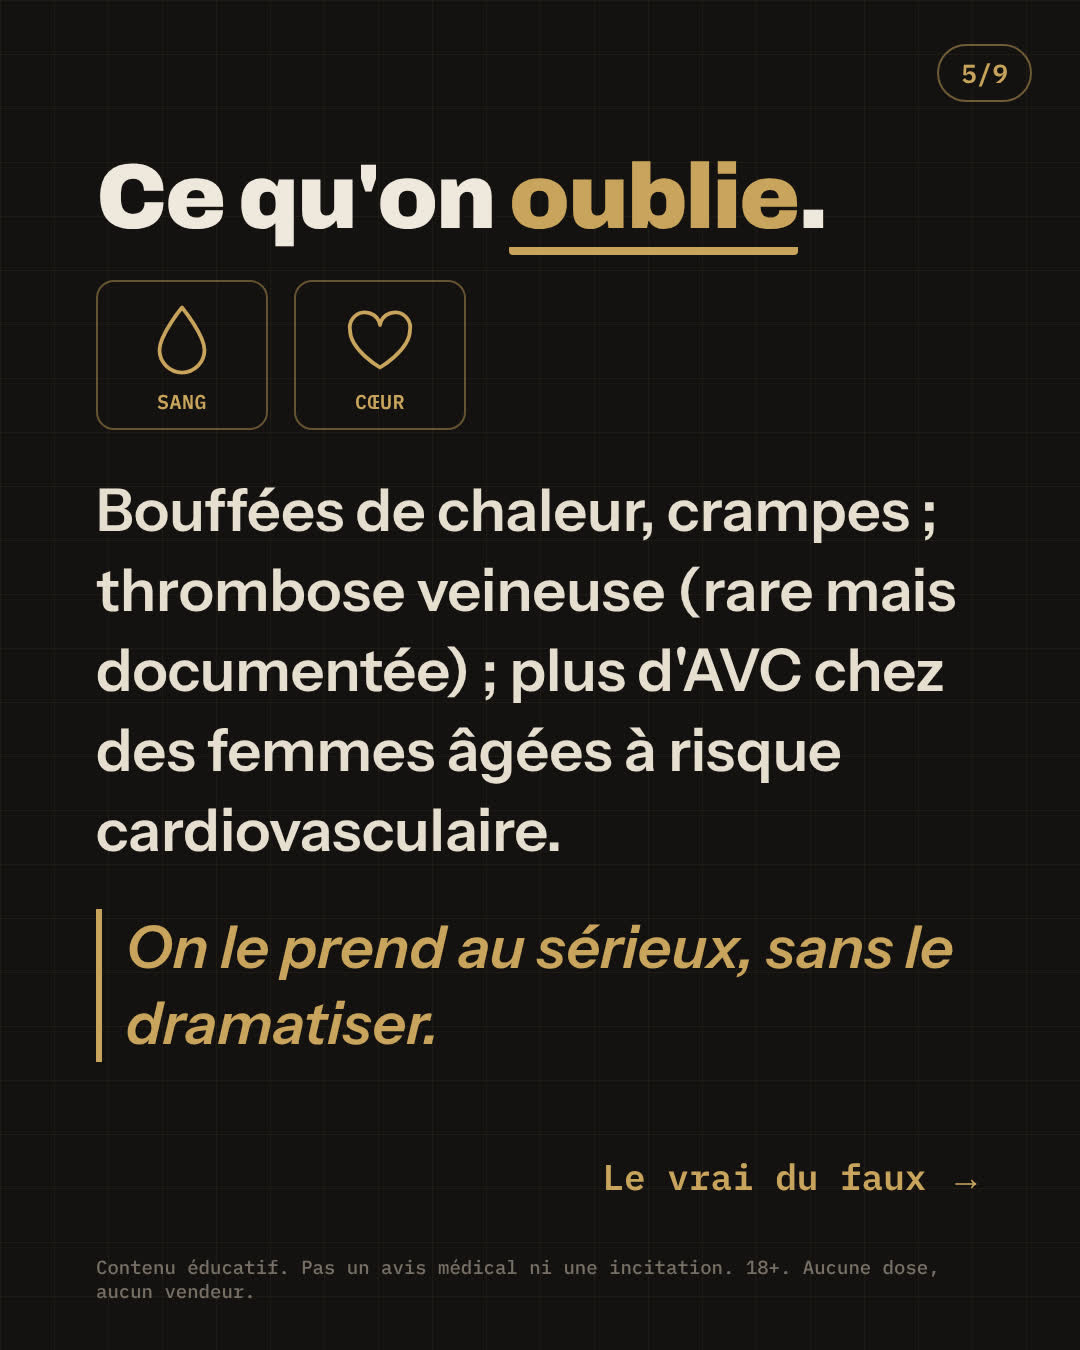 5/9
Ce qu'on oublie.
SANG
CŒUR
Bouffées de chaleur, crampes ;
thrombose veineuse (rare mais
documentée) ; plus d'AVC chez
des femmes âgées à risque
cardiovasculaire.
On le prend au sérieux, sans le
dramatiser.
Le vrai du faux →
Contenu éducatif. Pas un avis médical ni une incitation. 18+. Aucune dose,
aucun vendeur.